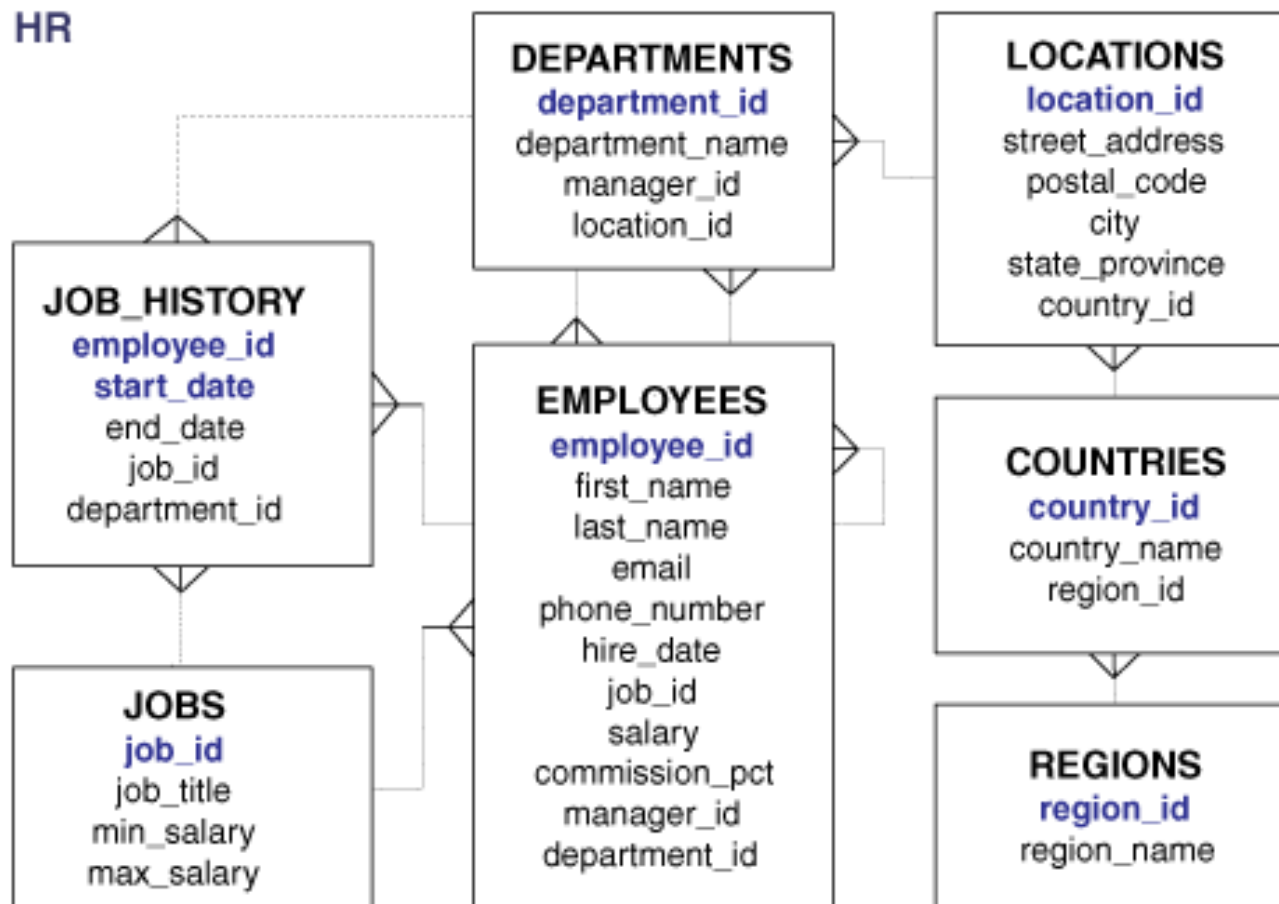 HR
DEPARTMENTS
department_id
department_name
manager_id
location_id
LOCATIONS
location_id
street_address
postal_code
city
state_province
country_id
JOB_HISTORY
employee_id
start_date
end_date
job_id
department_id
EMPLOYEES
employee_id
first_name
last_name
email
phone_number
hire_date
job_id
salary
commission_pct
manager_id
department_id
COUNTRIES
country_id
country_name
region_id
JOBS
job_id
job_title
min_salary
max_salary
REGIONS
region_id
region_name